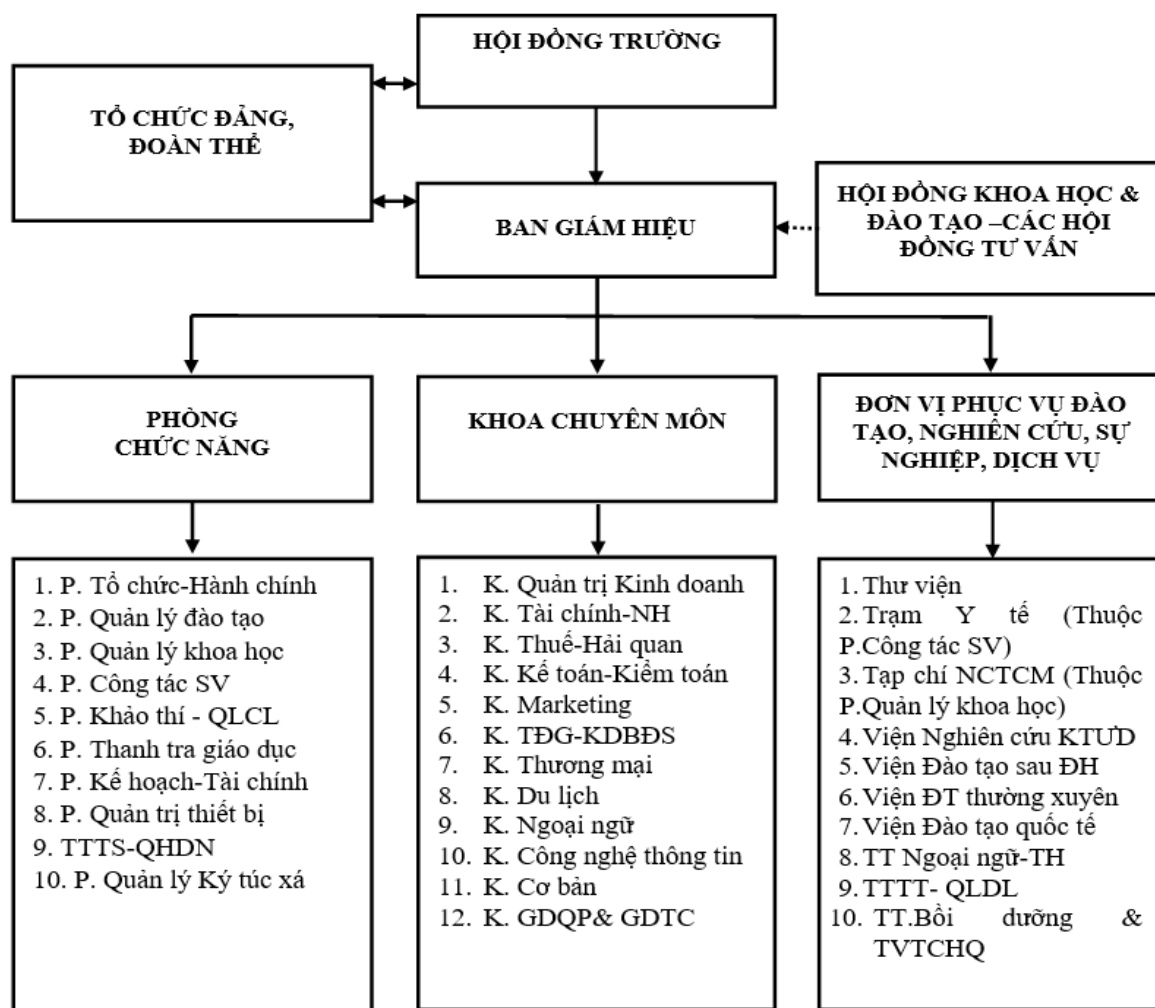 HỘI ĐỒNG TRƯỜNG
TỔ CHỨC ĐẢNG,
ĐOÀN THỂ
BAN GIÁM HIỆU
HỘI ĐỒNG KHOA HỌC &
ĐÀO TẠO –CÁC HỘI
ĐỒNG TƯ VẤN
PHÒNG
CHỨC NĂNG
KHOA CHUYÊN MÔN
ĐƠN VỊ PHỤC VỤ ĐÀO
TẠO, NGHIÊN CỨU, SỰ
NGHIỆP, DỊCH VỤ
1. P. Tổ chức-Hành chính
2. P. Quản lý đào tạo
3. P. Quản lý khoa học
4. P. Công tác SV
5. P. Khảo thí - QLCL
6. P. Thanh tra giáo dục
7. P. Kế hoạch-Tài chính
8. P. Quản trị thiết bị
9. TTTS-QHDN
10. P. Quản lý Ký túc xá
1. K. Quản trị Kinh doanh
2. K. Tài chính-NH
3. K. Thuế-Hải quan
4. K. Kế toán-Kiểm toán
5. K. Marketing
6. K. TĐG-KDBĐS
7. K. Thương mại
8. K. Du lịch
9. K. Ngoại ngữ
10. K. Công nghệ thông tin
11. K. Cơ bản
12. K. GDQP& GDTC
1. Thư viện
2. Trạm Y tế (Thuộc
P.Công tác SV)
3. Tạp chí NCTCM (Thuộc
P.Quản lý khoa học)
4. Viện Nghiên cứu KTƯD
5. Viện Đào tạo sau ĐH
6. Viện ĐT thường xuyên
7. Viện Đào tạo quốc tế
8. TT Ngoại ngữ-TH
9. TTTT- QLDL
10. TT.Bồi dưỡng &
TVTCHQ